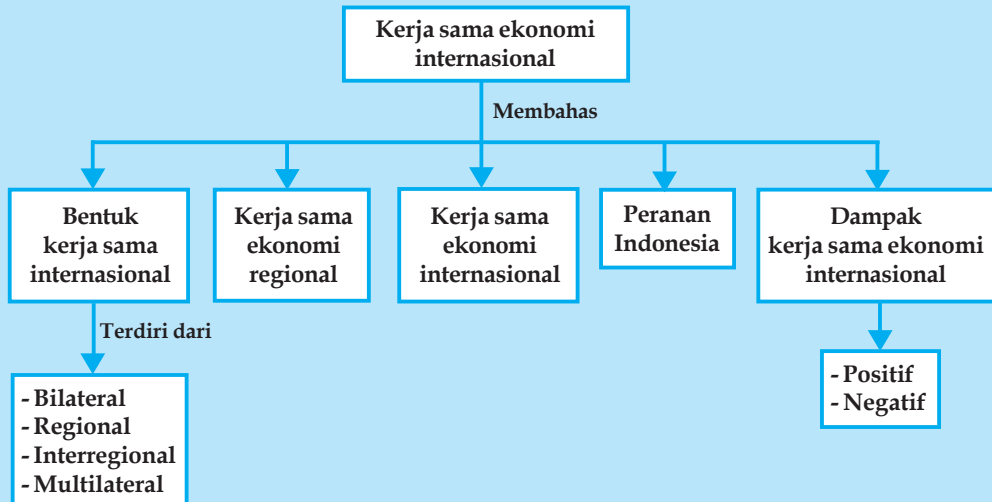 Kerja sama ekonomi
internasional
Membahas
Bentuk
kerja sama
internasional
Kerja sama
ekonomi
regional
Kerja sama
ekonomi
internasional
Peranan
Indonesia
Dampak
kerja sama ekonomi
internasional
Terdiri dari
- Bilateral
- Regional
- Interregional
- Multilateral
- Positif
- Negatif